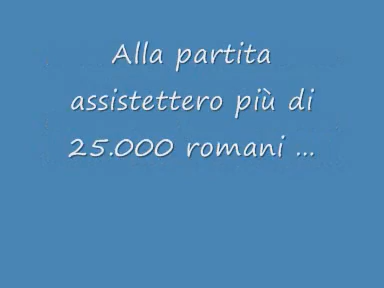 Alla partita
assistettero più di
25.000 romani ...